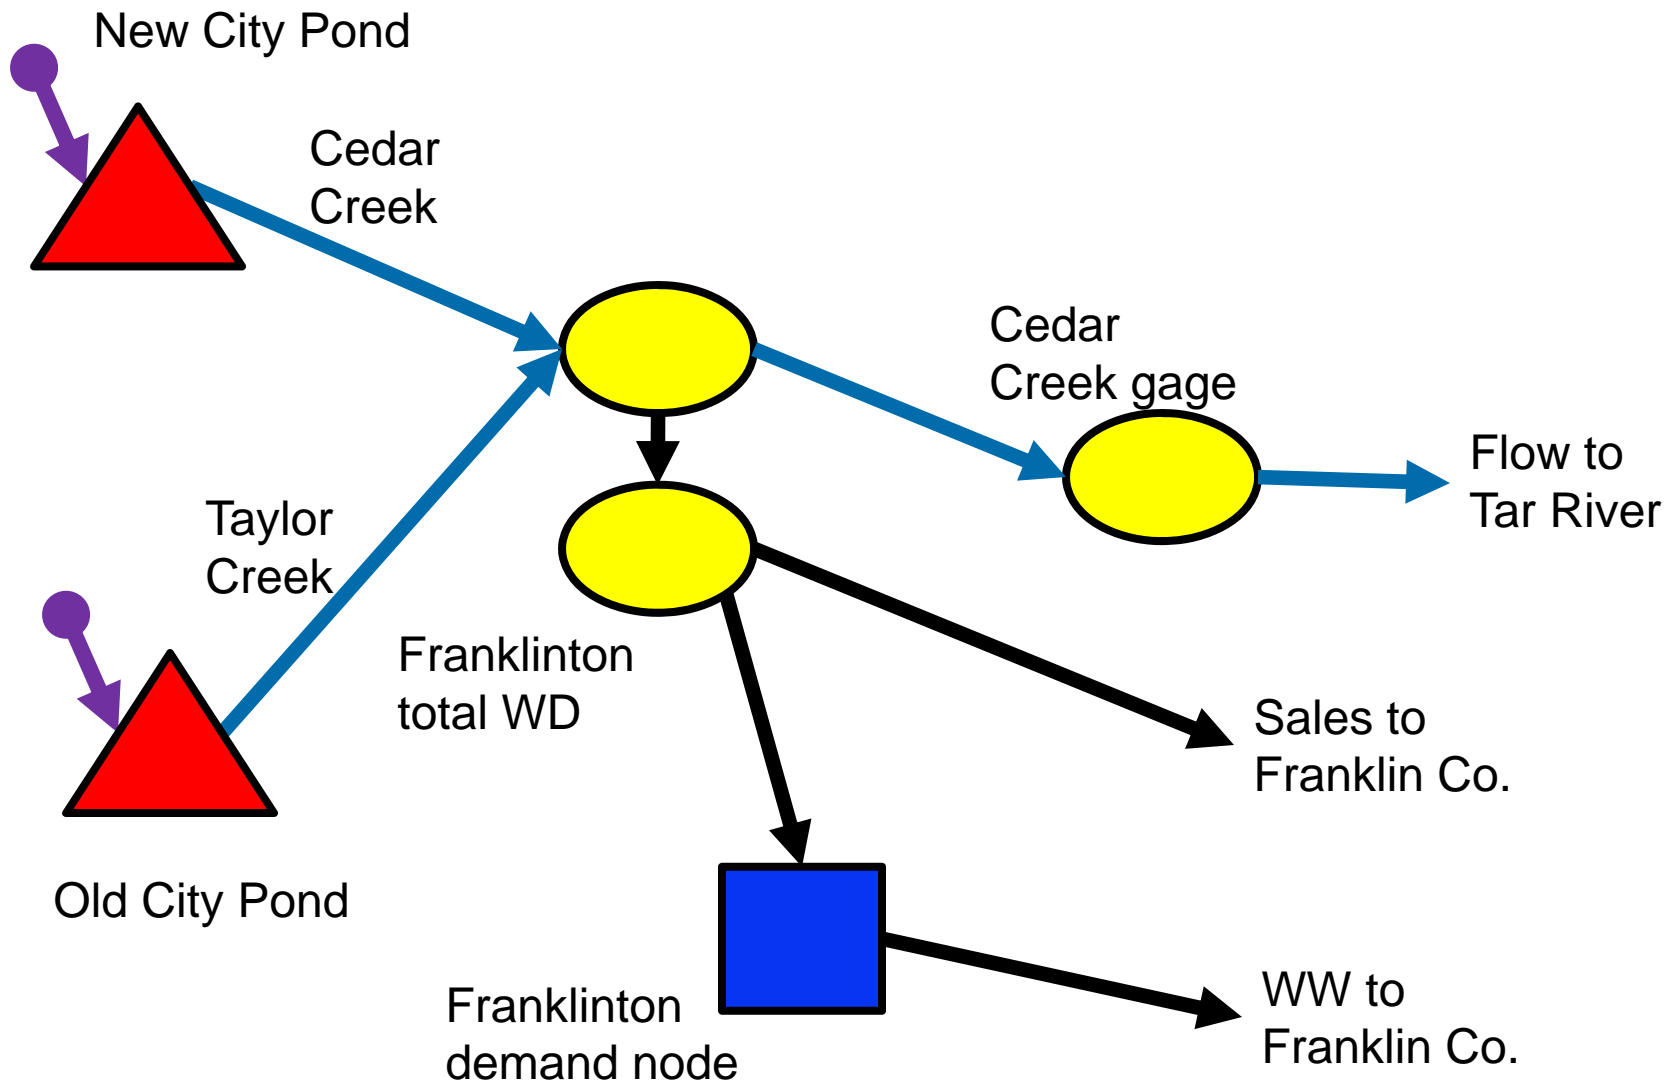 New City Pond
Cedar
Creek
Cedar
Creek gage
Flow to
Tar River
Taylor
Creek
Franklinton
total WD
Sales to
Franklin Co.
Old City Pond
Franklinton
demand node
WW to
Franklin Co.